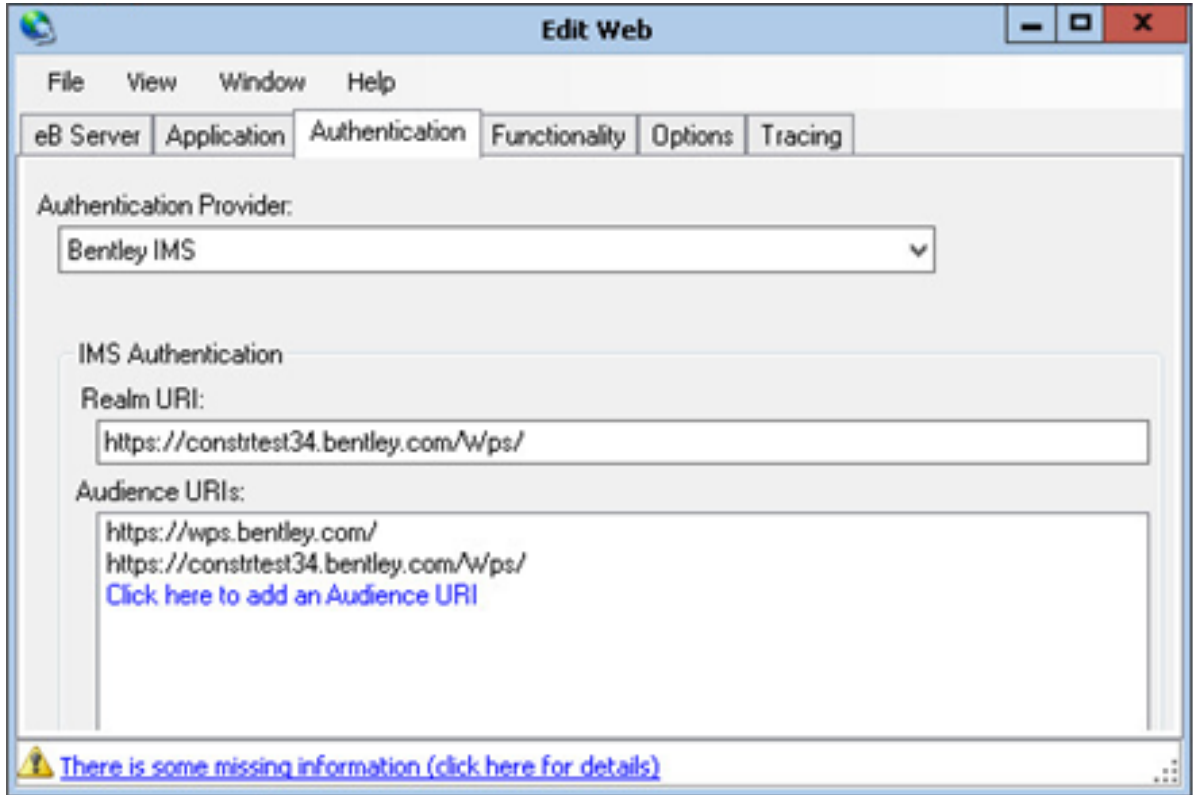 Edit Web
File View Window Help
eB Server Application Authentication Functionality Options Tracing
Authentication Provider:
Bentley IMS
IMS Authentication
Realm URI:
https://constrtest34.bentley.com/Wps/
Audience URIs:
https://wps.bentley.com/
https://constrtest34.bentley.com/Wps/
Click here to add an Audience URI
There is some missing information (click here for details)